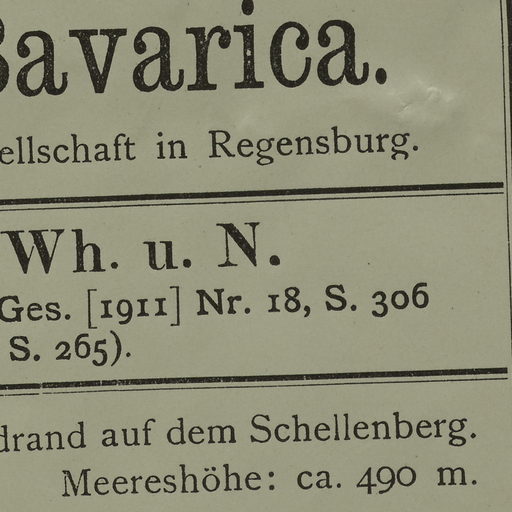 Bavarica.
ellschaft in Regensburg.
Wh. u. N.
Ges. [1911] Nr. 18, S. 306
S. 265).
drand auf dem Schellenberg.
Meereshöhe: ca. 490 m.